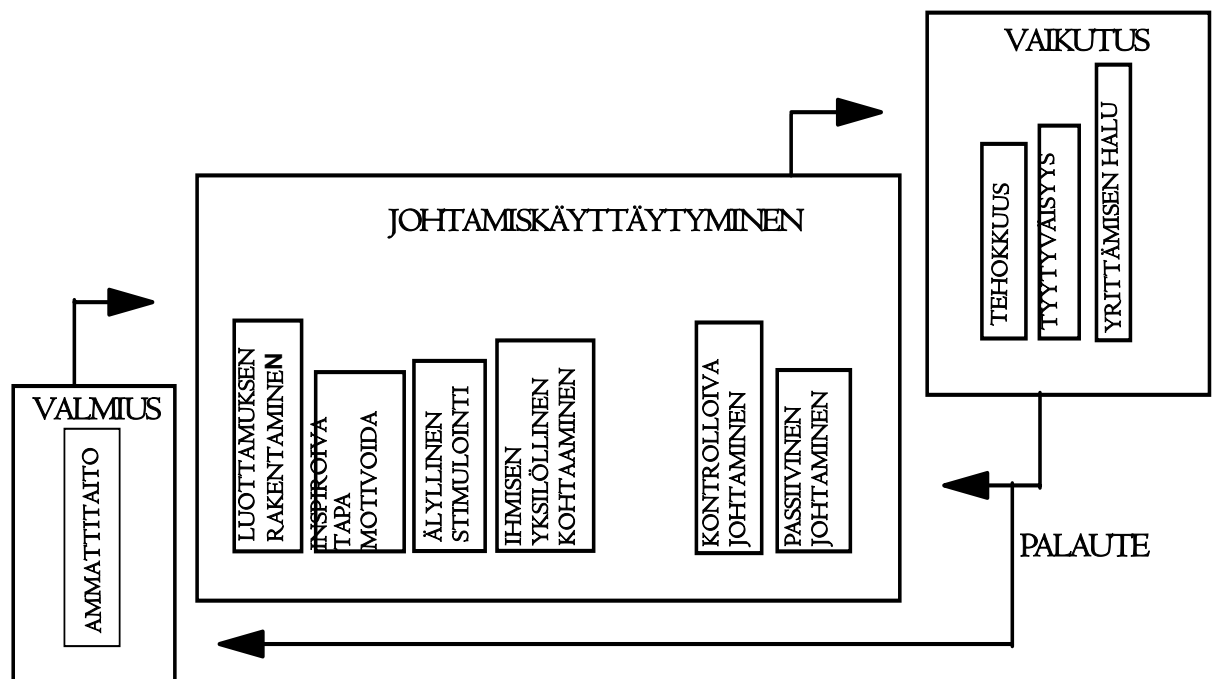 VAIKUTUS
TEHOKKUUS
TYYTYVÄISYYS
YRITTÄMISEN HALU
JOHTAMISKÄYTTÄYTYMINEN
LUOTTAMUKSEN
RAKENTAMINEN
INSPIROIVA
TAPA
MOTIVOIDA
ÄLYLLINEN
STIMULOINTI
IHMISEN
YKSILÖLLINEN
KOHTAAMINEN
KONTROLLOIVA
JOHTAMINEN
PASSIIVINEN
JOHTAMINEN
VALMIUS
AMMATTITAITO
PALAUTE